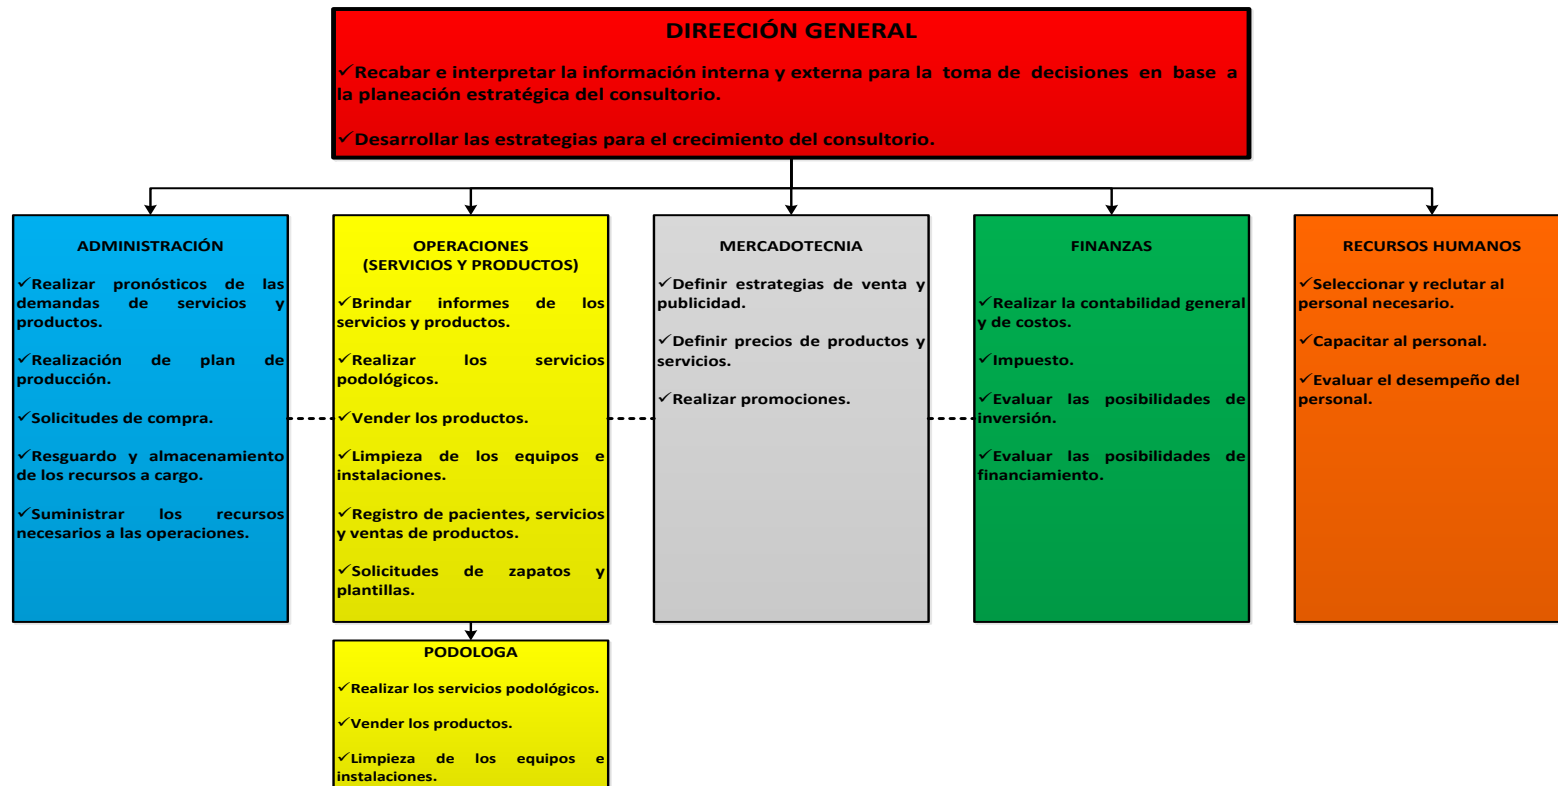 DIREECIÓN GENERAL
✓Recabar e interpretar la información interna y externa para la toma de decisiones en base a
la planeación estratégica del consultorio.
✓Desarrollar las estrategias para el crecimiento del consultorio.
ADMINISTRACIÓN
✓Realizar pronósticos de las
demandas de servicios y
productos.
✓Realización de plan de
producción.
✓Solicitudes de compra.
✓Resguardo y almacenamiento
de los recursos a cargo.
✓Suministrar los recursos
necesarios a las operaciones.
OPERACIONES
(SERVICIOS Y PRODUCTOS)
✓Brindar informes de los
servicios y productos.
✓Realizar los servicios
podológicos.
✓Vender los productos.
✓Limpieza de los equipos e
instalaciones.
✓Registro de pacientes, servicios
y ventas de productos.
✓Solicitudes de zapatos y
plantillas.
MERCADOTECNIA
✓Definir estrategias de venta y
publicidad.
✓Definir precios de productos y
servicios.
✓Realizar promociones.
FINANZAS
✓Realizar la contabilidad general
y de costos.
✓Impuesto.
✓Evaluar las posibilidades de
inversión.
✓Evaluar las posibilidades de
financiamiento.
RECURSOS HUMANOS
✓Seleccionar y reclutar al
personal necesario.
✓Capacitar al personal.
✓Evaluar el desempeño del
personal.
PODOLOGA
✓Realizar los servicios podológicos.
✓Vender los productos.
✓Limpieza de los equipos e
instalaciones.